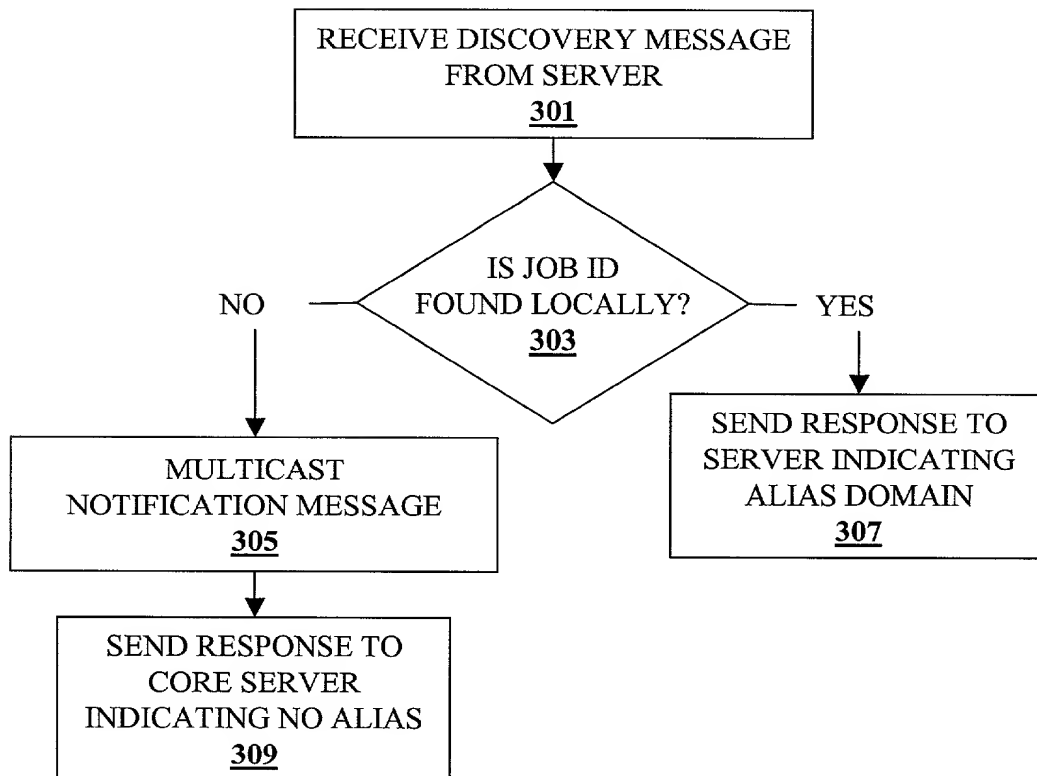 RECEIVE DISCOVERY MESSAGE
FROM SERVER
301
IS JOB ID
FOUND LOCALLY?
303
NO
YES
MULTICAST
NOTIFICATION MESSAGE
305
SEND RESPONSE TO
SERVER INDICATING
ALIAS DOMAIN
307
SEND RESPONSE TO
CORE SERVER
INDICATING NO ALIAS
309